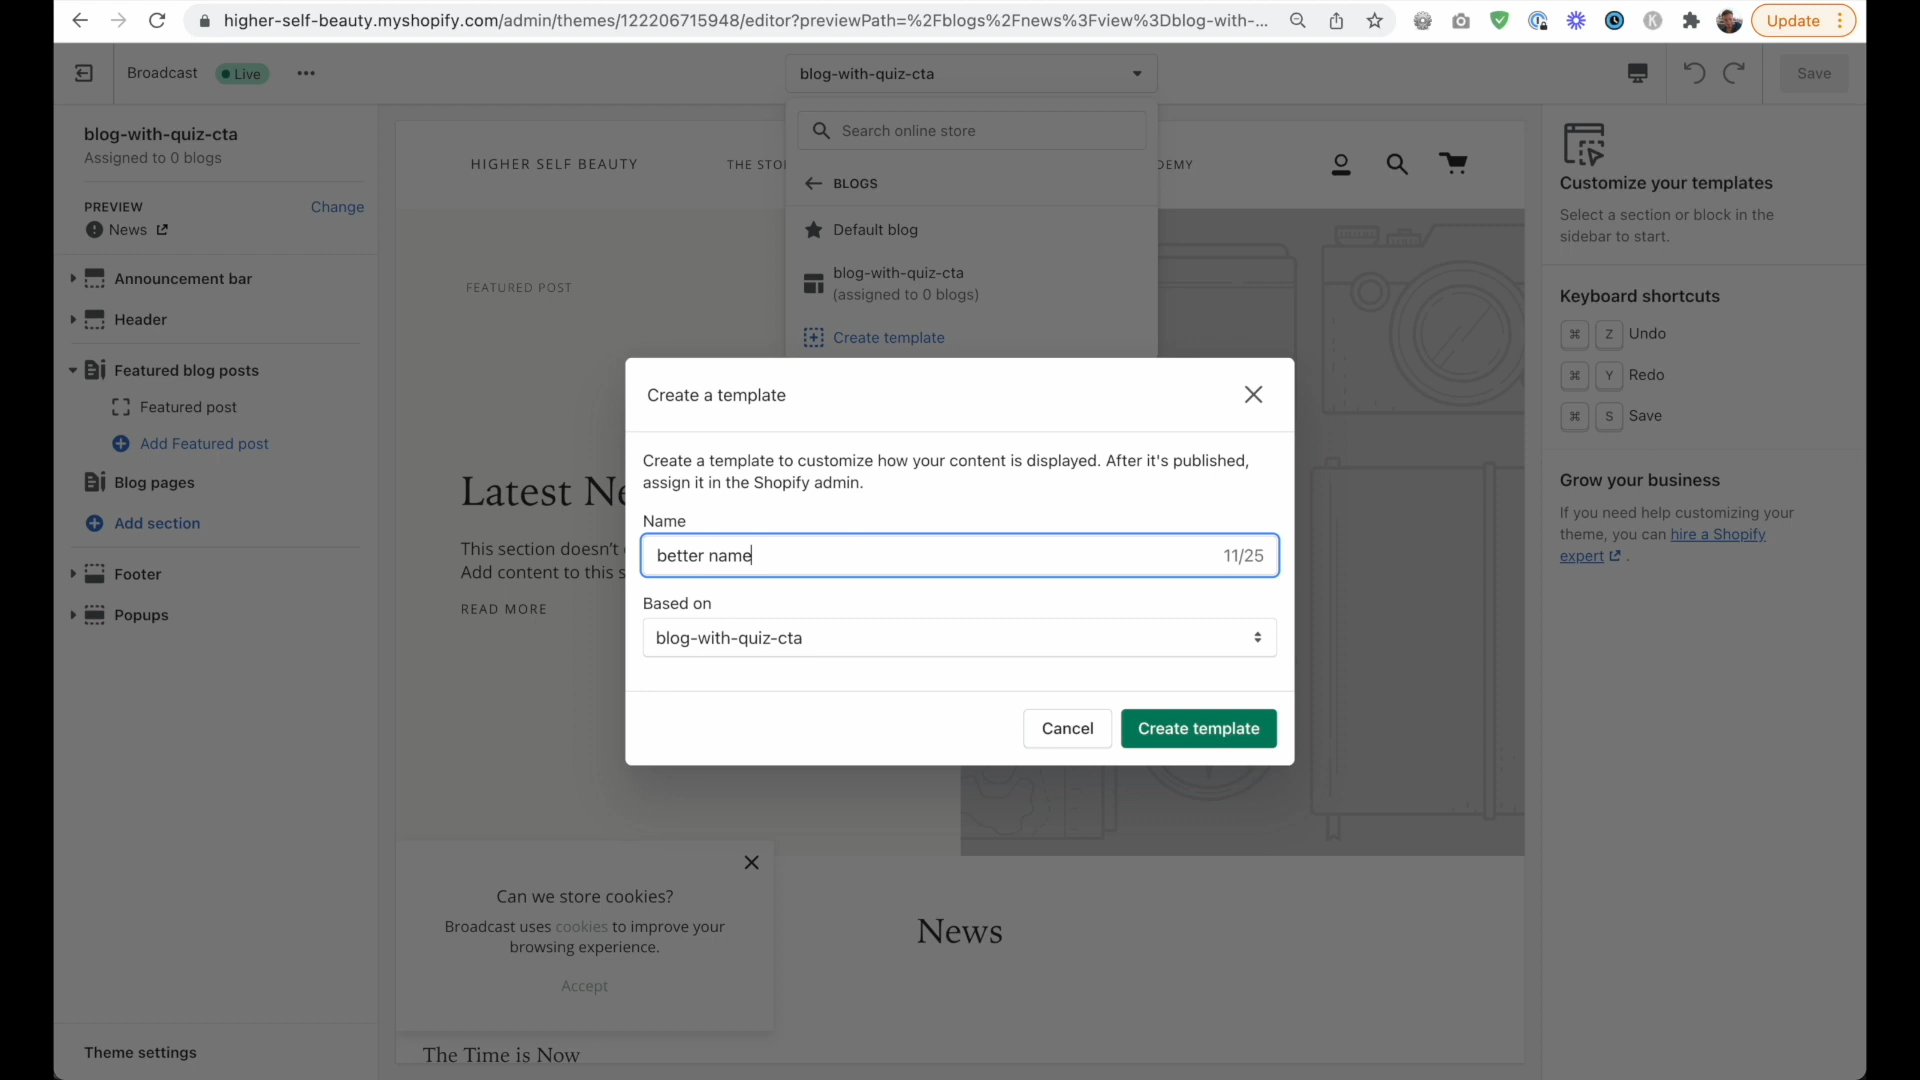 higher-self-beauty.myshopify.com/admin/themes/122206715948/editor?previewPath=%2Fblogs%2Fnews%3Fview%3Dblog-with-...
Update
Broadcast
Live
blog-with-quiz-cta
Save
blog-with-quiz-cta
Assigned to 0 blogs
PREVIEW
Change
News
Announcement bar
Header
Featured blog posts
Featured post
Add Featured post
Blog pages
Add section
Footer
Popups
Theme settings
Search online store
BLOGS
Default blog
blog-with-quiz-cta
(assigned to 0 blogs)
Create template
HIGHER SELF BEAUTY
FEATURED POST
This section doesn't
Add content to this
READ MORE
Create a template
Create a template to customize how your content is displayed. After it's published,
assign it in the Shopify admin.
Name
better name
11/25
Based on
blog-with-quiz-cta
Cancel
Create template
Can we store cookies?
Broadcast uses cookies to improve your
browsing experience.
Accept
News
The Time is Now
Customize your templates
Select a section or block in the
sidebar to start.
Keyboard shortcuts
⌘ Z Undo
⌘ Y Redo
⌘ S Save
Grow your business
If you need help customizing your
theme, you can hire a Shopify
expert .